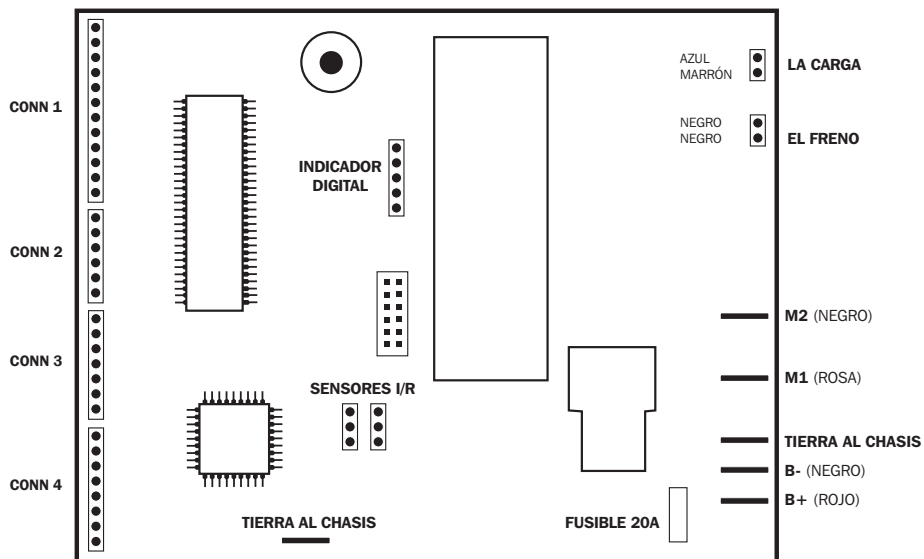 AZUL
MARRÓN
LA CARGA
CONN 1
NEGRO
NEGRO
EL FRENO
INDICADOR
DIGITAL
CONN 2
M2 (NEGRO)
CONN 3
M1 (ROSA)
SENSORES I/R
TIERRA AL CHASIS
B- (NEGRO)
CONN 4
B+ (ROJO)
TIERRA AL CHASIS
FUSIBLE 20A